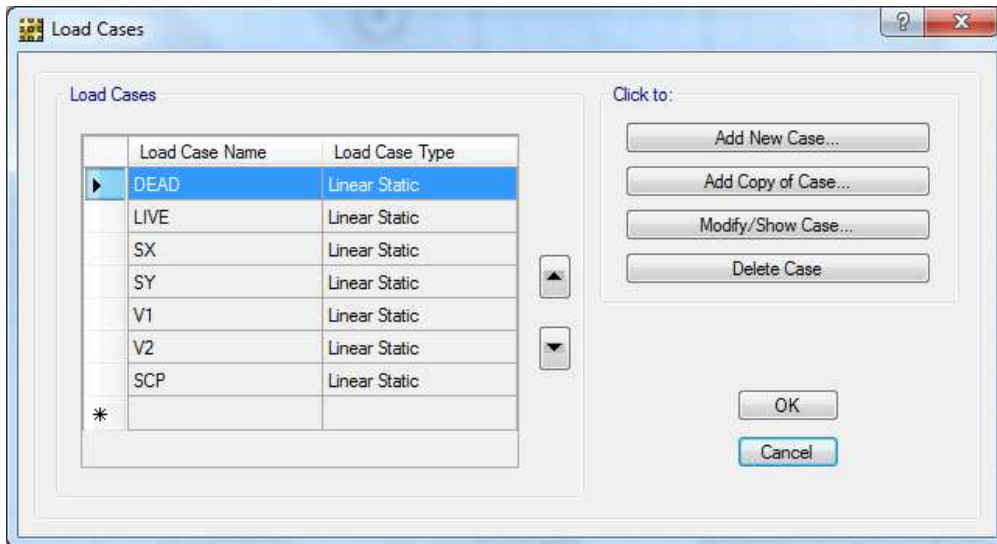 Load Cases
Load Cases
Load Case Name Load Case Type
DEAD Linear Static
LIVE Linear Static
SX Linear Static
SY Linear Static
V1 Linear Static
V2 Linear Static
SCP Linear Static
Click to:
Add New Case...
Add Copy of Case...
Modify/Show Case...
Delete Case
OK
Cancel